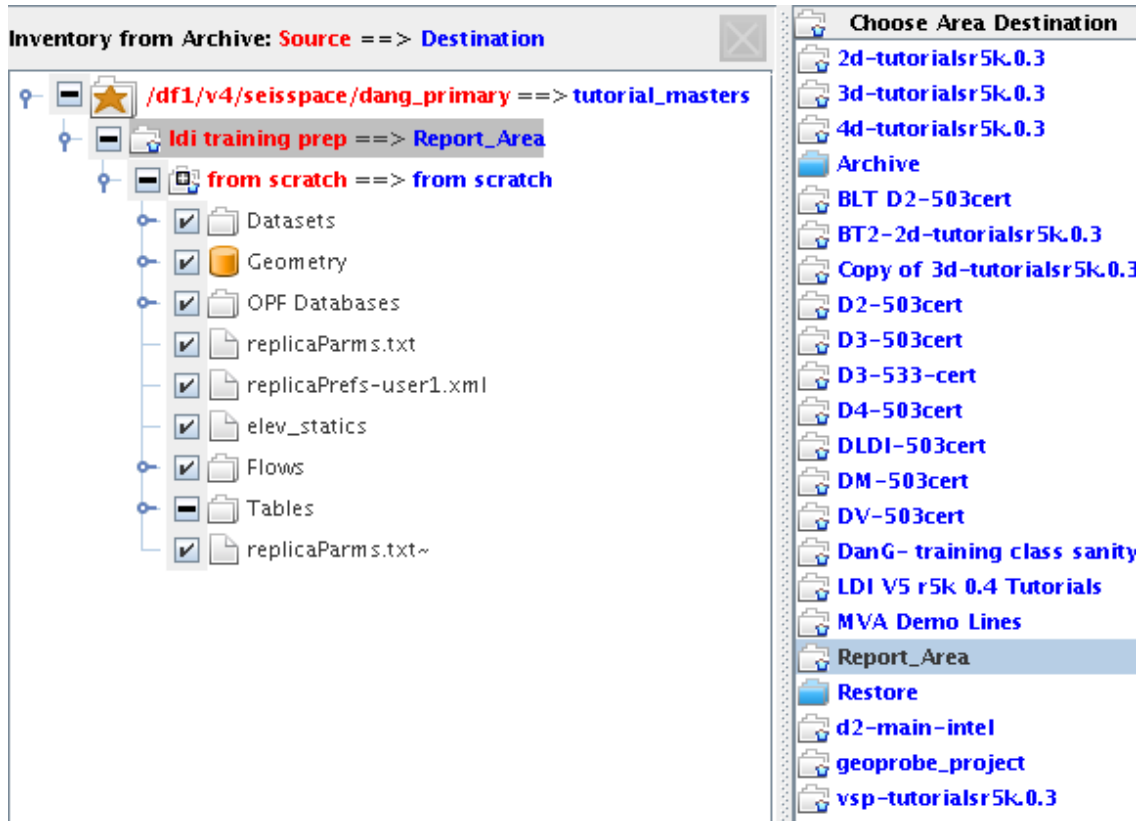 Inventory from Archive: Source ==> Destination
/df1/v4/seisspace/dang_primary ==> tutorial_masters
ldi training prep ==> Report_Area
from scratch ==> from scratch
Datasets
Geometry
OPF Databases
replicaParms.txt
replicaPrefs-user1.xml
elev_statics
Flows
Tables
replicaParms.txt~
Choose Area Destination
2d-tutorialsr5k.0.3
3d-tutorialsr5k.0.3
4d-tutorialsr5k.0.3
Archive
BLT D2-503cert
BT2-2d-tutorialsr5k.0.3
Copy of 3d-tutorialsr5k.0.3
D2-503cert
D3-503cert
D3-533-cert
D4-503cert
DLDI-503cert
DM-503cert
DV-503cert
DanG- training class sanity
LDI V5 r5k 0.4 Tutorials
MVA Demo Lines
Report_Area
Restore
d2-main-intel
geoprobe_project
vsp-tutorialsr5k.0.3